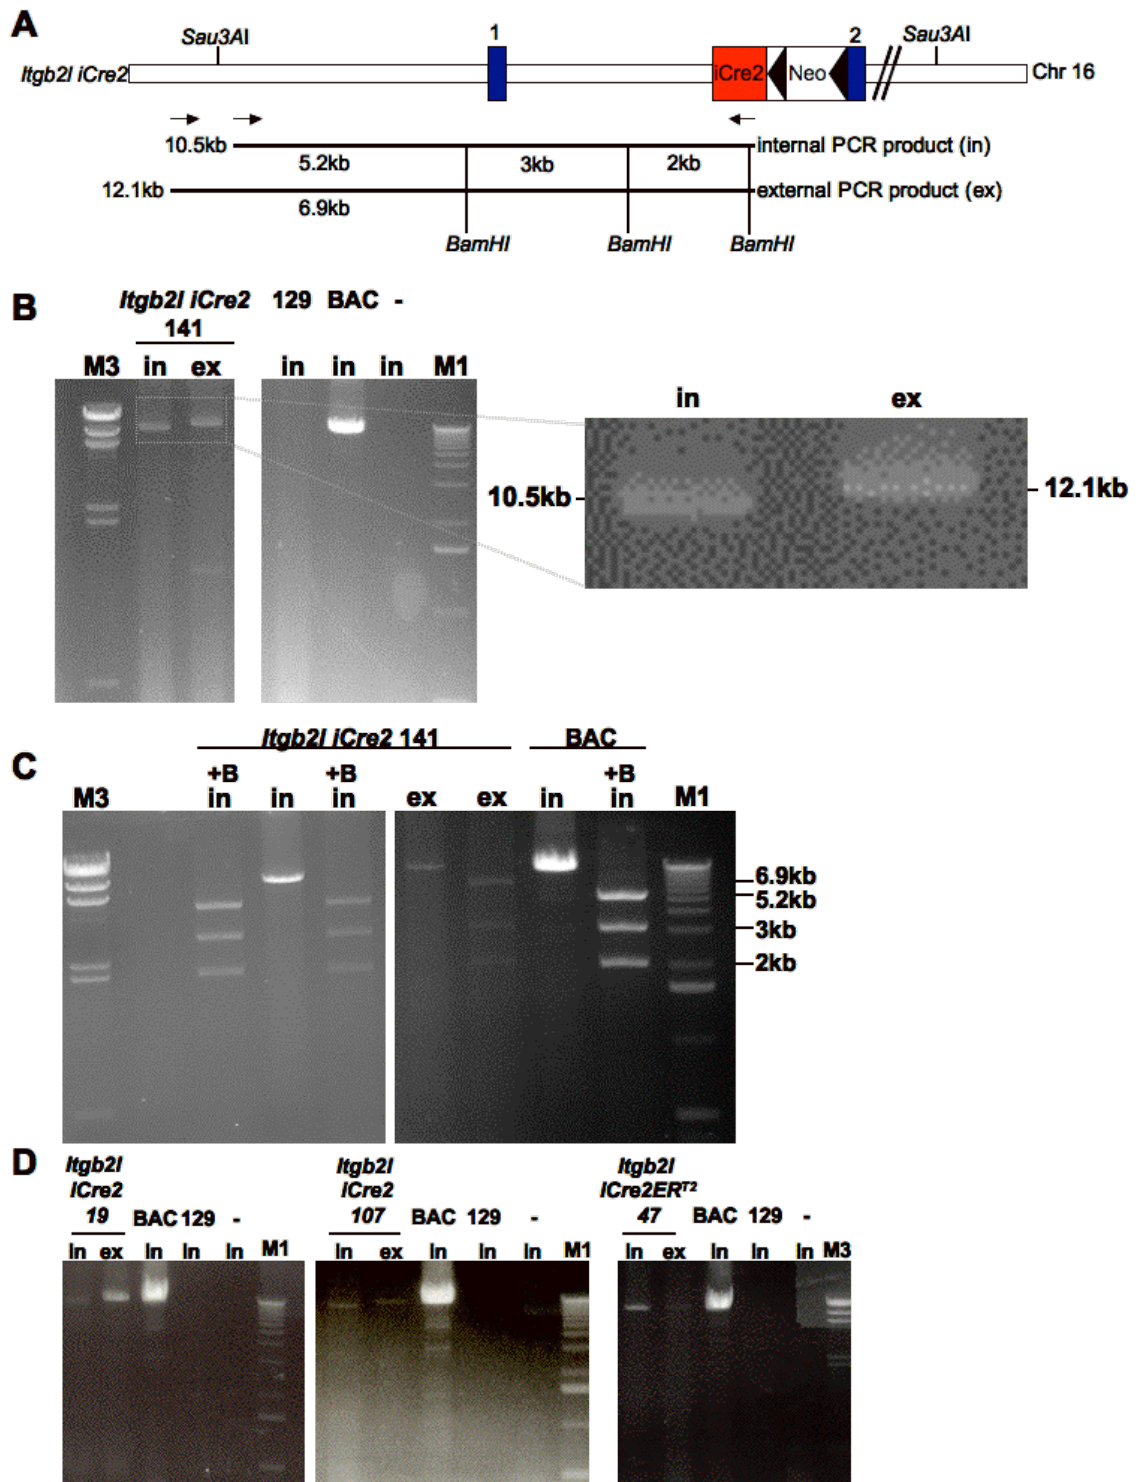 A
Sau3AI
1
2
Sau3AI
Itgb2l iCre2
iCre2
Neo
Chr 16
10.5kb
internal PCR product (in)
5.2kb
3kb
2kb
12.1kb
external PCR product (ex)
6.9kb
BamHI
BamHI
BamHI
B
Itgb2l iCre2 129 BAC -
141
M3 in ex in in in M1
in ex
10.5kb
12.1kb
C
Itgb2l iCre2 141 BAC
+B +B +B
M3 in in in ex ex in in M1
6.9kb
5.2kb
3kb
2kb
D
Itgb2l
ICre2
19 BAC 129 -
In ex In In In M1
Itgb2l
ICre2
107 BAC 129 -
In ex In In In M1
Itgb2l
ICre2ERT2
47 BAC 129 -
In ex In In In M3